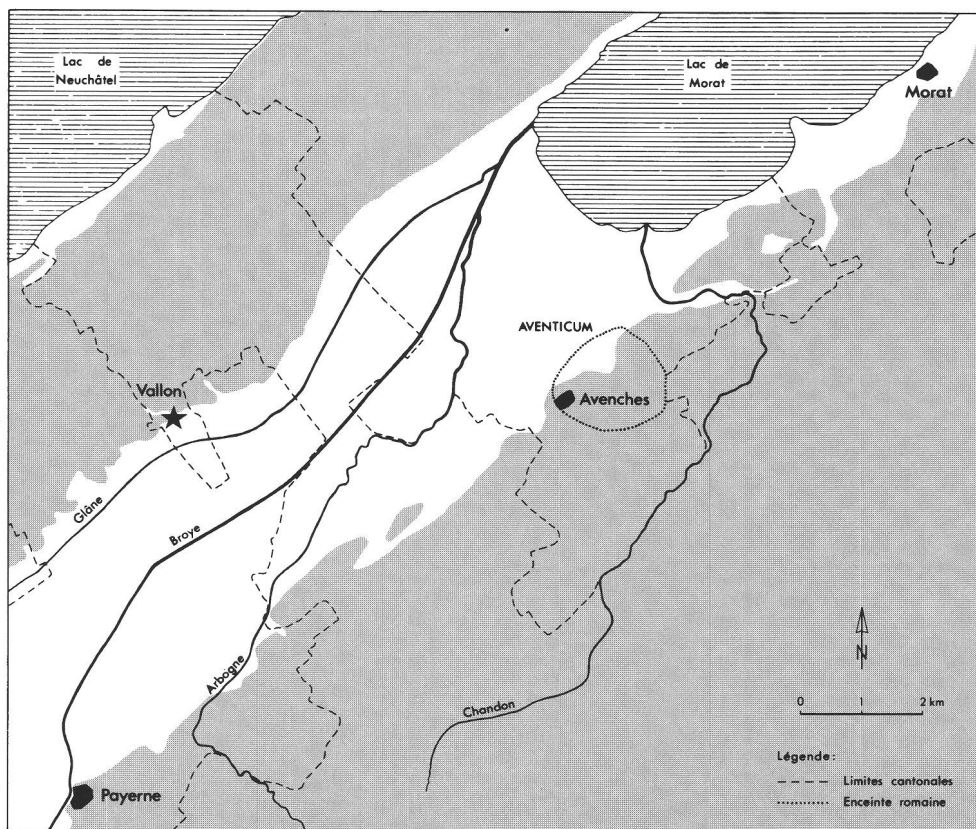 Lac de
Neuchâtel
Lac de
Morat
Morat
AVENTICUM
Vallon
Avenches
Glâne
Broye
Arbogne
Chandon
N
0 1 2 km
Légende:
Limites cantonales
Enceinte romaine
Payerne